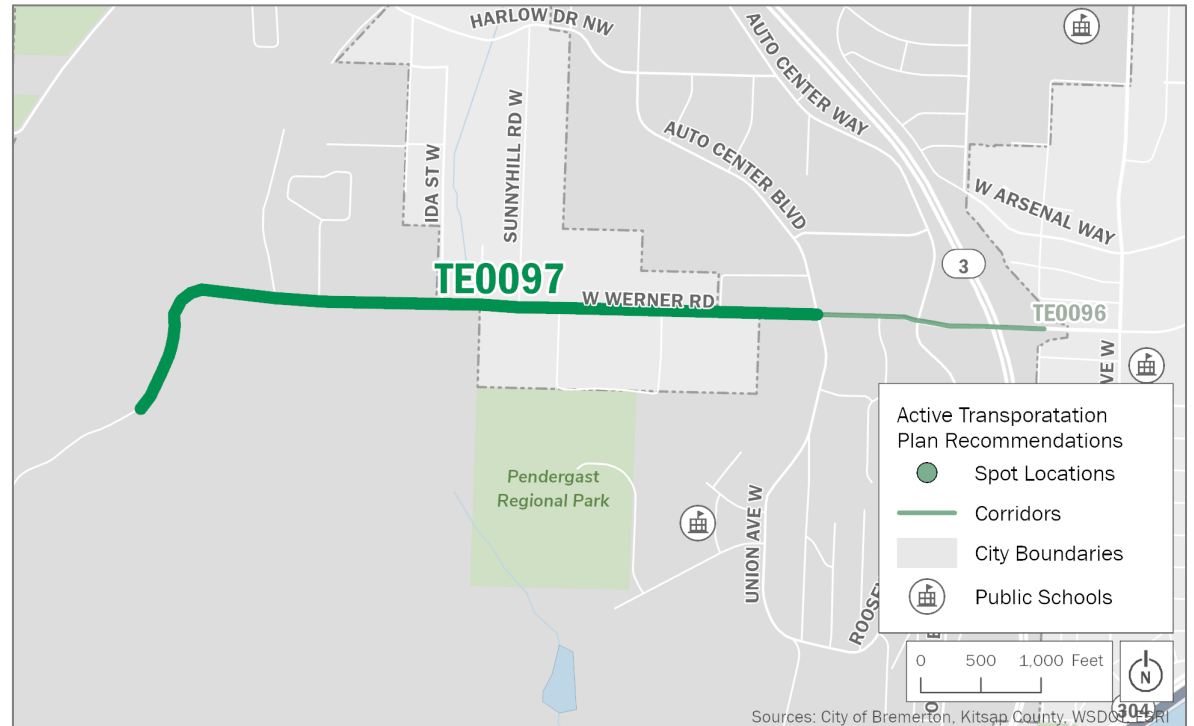 HARLOW DR NW
AUTO CENTER WAY
AUTO CENTER BLVD
SUNNYHILL RD W
IDA ST W
W ARSENAL WAY
3
TE0097
W WERNER RD
TE0096
AVE W
Pendergast
Regional Park
UNION AVE W
Active Transporatation
Plan Recommendations
Spot Locations
Corridors
City Boundaries
Public Schools
0 500 1,000 Feet
N
304
Sources: City of Bremerton, Kitsap County, WSDOT, ESRI